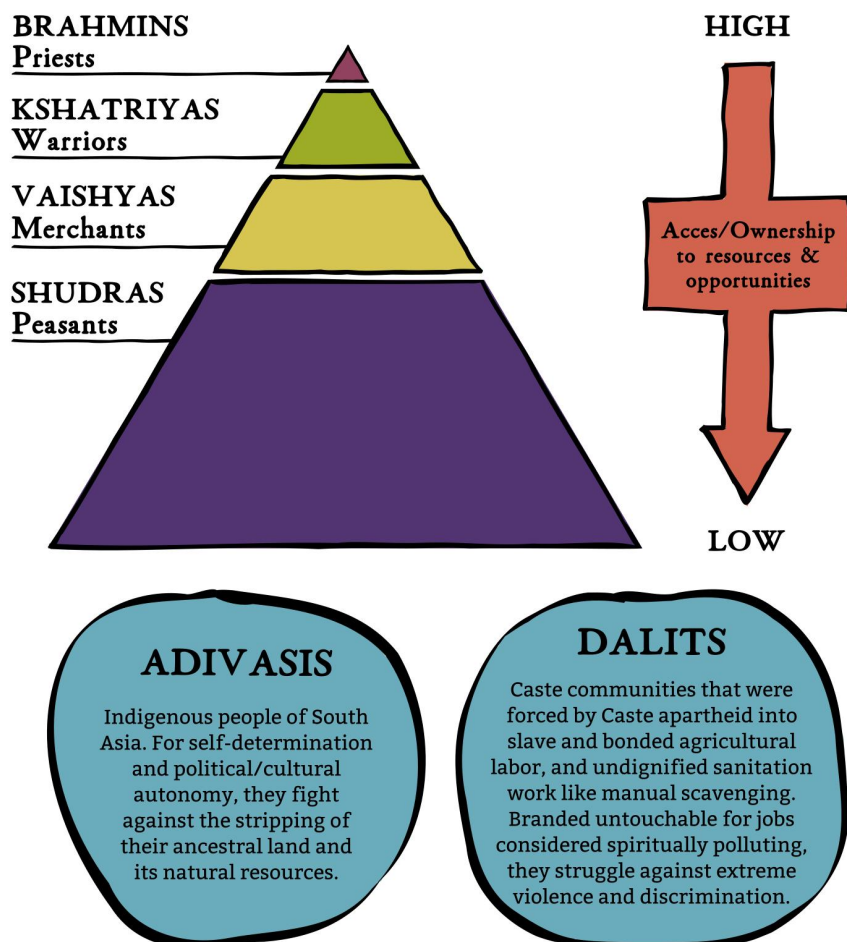 BRAHMINS
Priests
KSHATRIYAS
Warriors
VAISHYAS
Merchants
SHUDRAS
Peasants
HIGH
Acces/Ownership
to resources &
opportunities
LOW
ADIVASIS
Indigenous people of South
Asia. For self-determination
and political/cultural
autonomy, they fight
against the stripping of
their ancestral land and
its natural resources.
DALITS
Caste communities that were
forced by Caste apartheid into
slave and bonded agricultural
labor, and undignified sanitation
work like manual scavenging.
Branded untouchable for jobs
considered spiritually polluting,
they struggle against extreme
violence and discrimination.